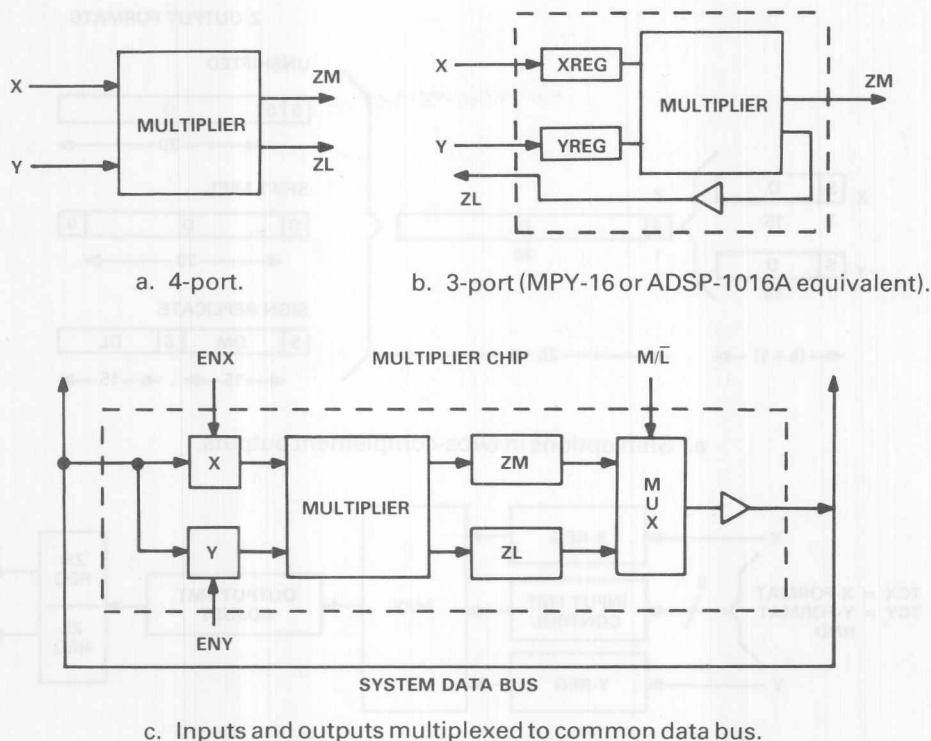 X
Y
MULTIPLIER
ZM
ZL
a. 4-port.
X
Y
XREG
YREG
MULTIPLIER
ZM
ZL
b. 3-port (MPY-16 or ADSP-1016A equivalent).
ENX
MULTIPLIER CHIP
M/L̅
X
Y
MULTIPLIER
ZM
ZL
MUX
ENY
SYSTEM DATA BUS
c. Inputs and outputs multiplexed to common data bus.